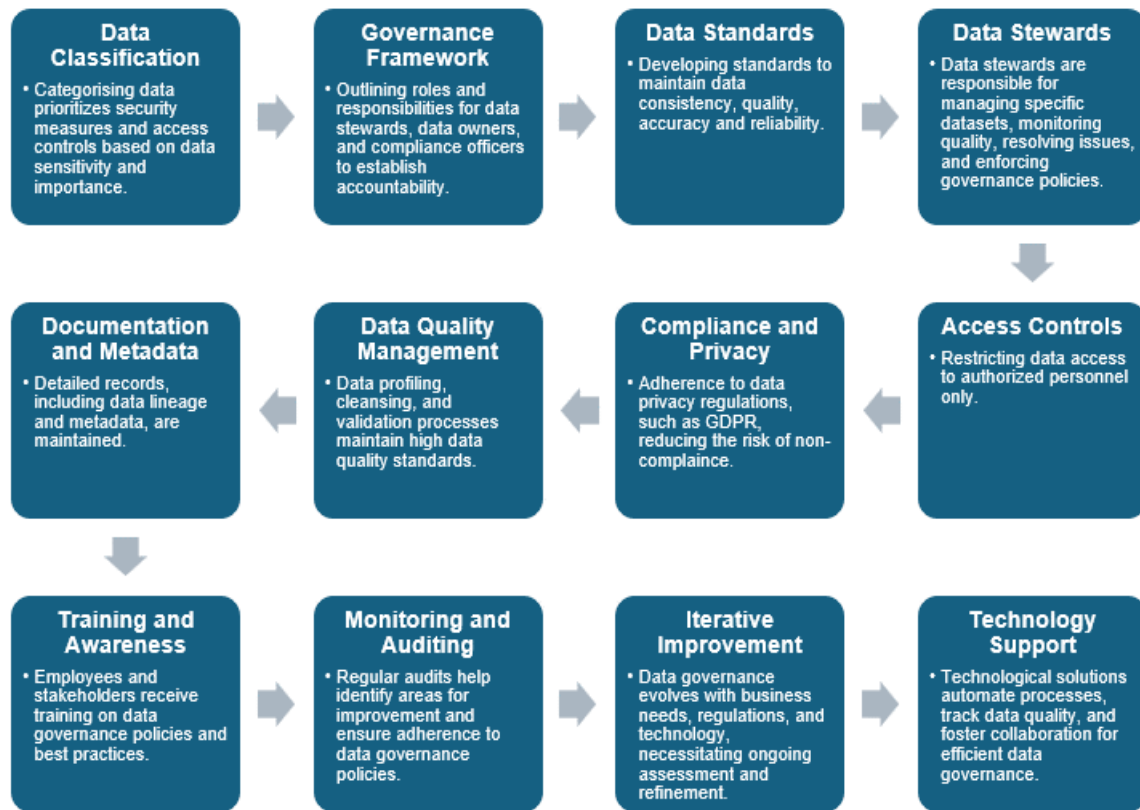 Data
Classification
• Categorising data
prioritizes security
measures and access
controls based on data
sensitivity and
importance.
Governance
Framework
• Outlining roles and
responsibilities for data
stewards, data owners,
and compliance officers
to establish
accountability.
Data Standards
• Developing standards to
maintain data
consistency, quality,
accuracy and reliability.
Data Stewards
• Data stewards are
responsible for
managing specific
datasets, monitoring
quality, resolving issues,
and enforcing
governance policies.
Access Controls
• Restricting data access
to authorized personnel
only.
Compliance and
Privacy
• Adherence to data
privacy regulations,
such as GDPR,
reducing the risk of non-
complaince.
Data Quality
Management
• Data profiling,
cleansing, and
validation processes
maintain high data
quality standards.
Documentation
and Metadata
• Detailed records,
including data lineage
and metadata, are
maintained.
Training and
Awareness
• Employees and
stakeholders receive
training on data
governance policies and
best practices.
Monitoring and
Auditing
• Regular audits help
identify areas for
improvement and
ensure adherence to
data governance
policies.
Iterative
Improvement
• Data governance
evolves with business
needs, regulations, and
technology,
necessitating ongoing
assessment and
refinement.
Technology
Support
• Technological solutions
automate processes,
track data quality, and
foster collaboration for
efficient data
governance.